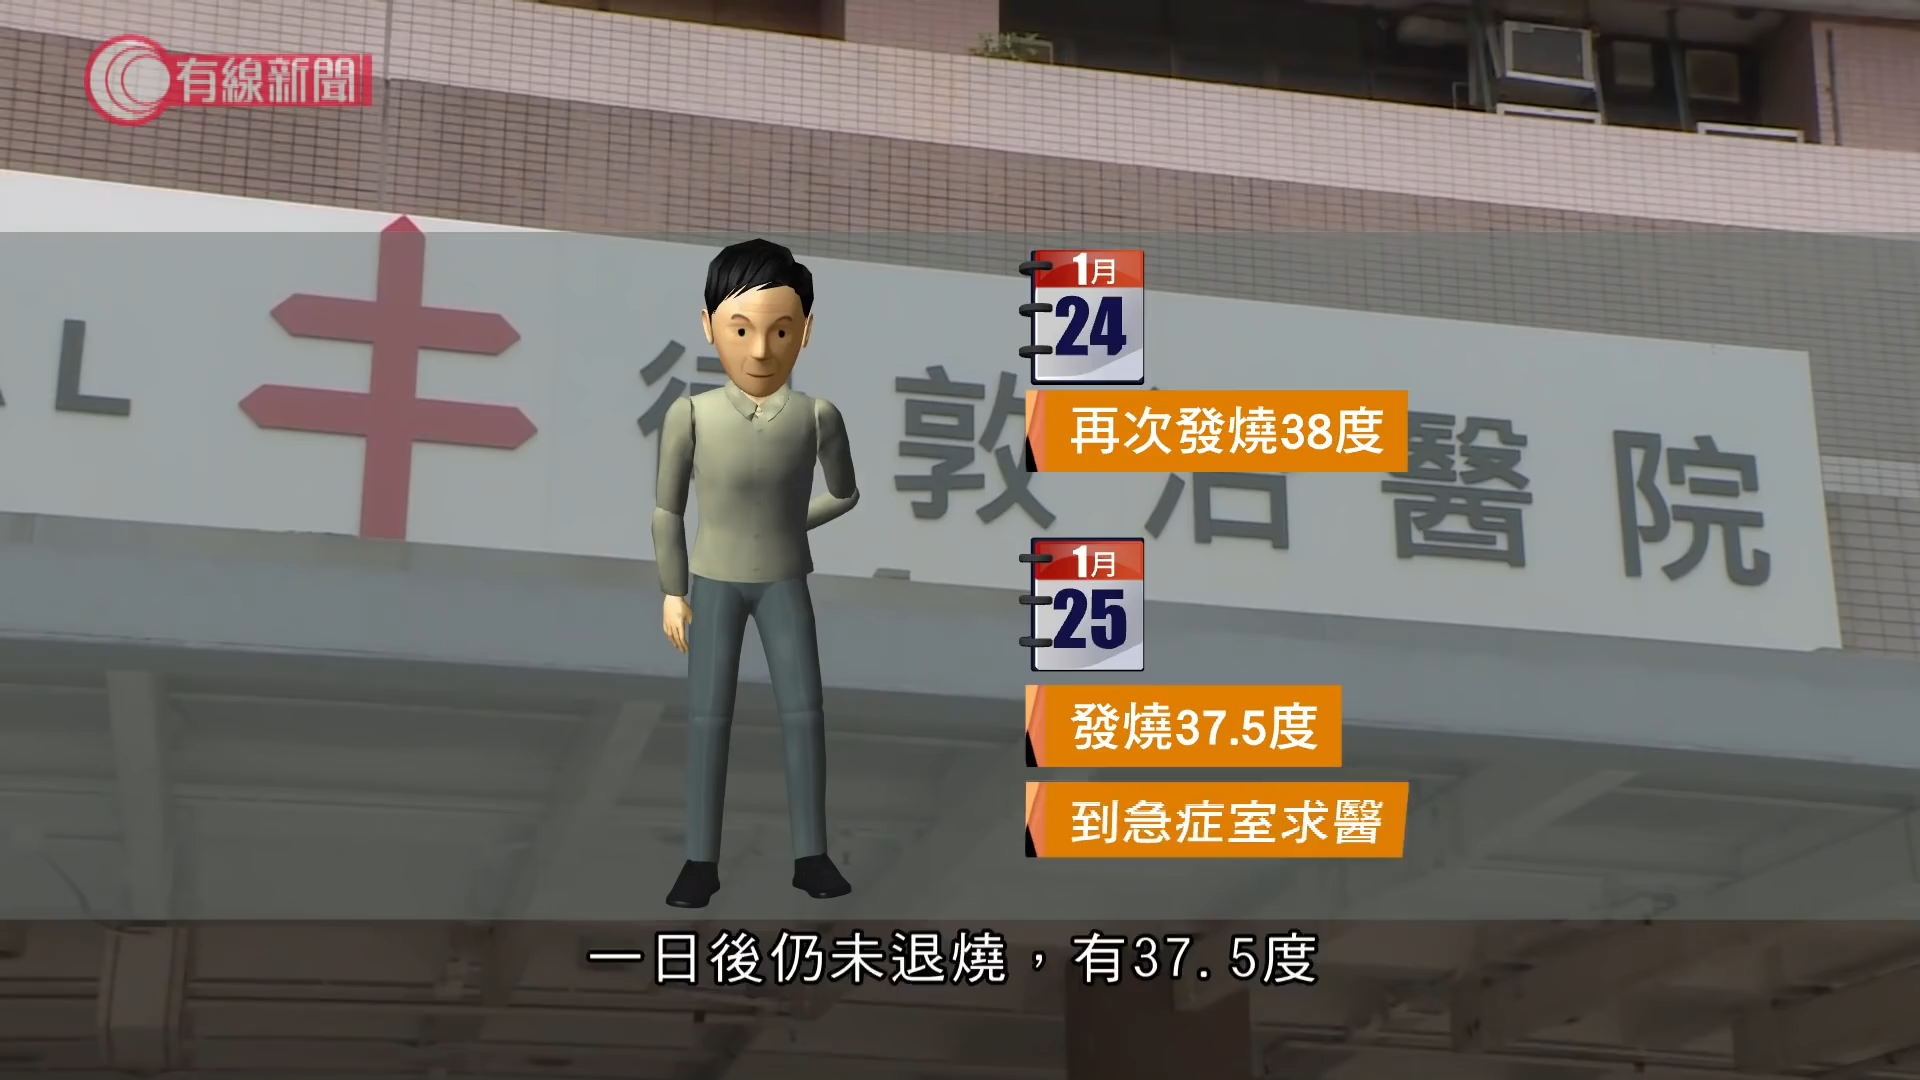 有線新聞
L
敦治醫院
1月
24
再次發燒38度
1月
25
發燒37.5度
到急症室求醫
一日後仍未退燒，有37.5度